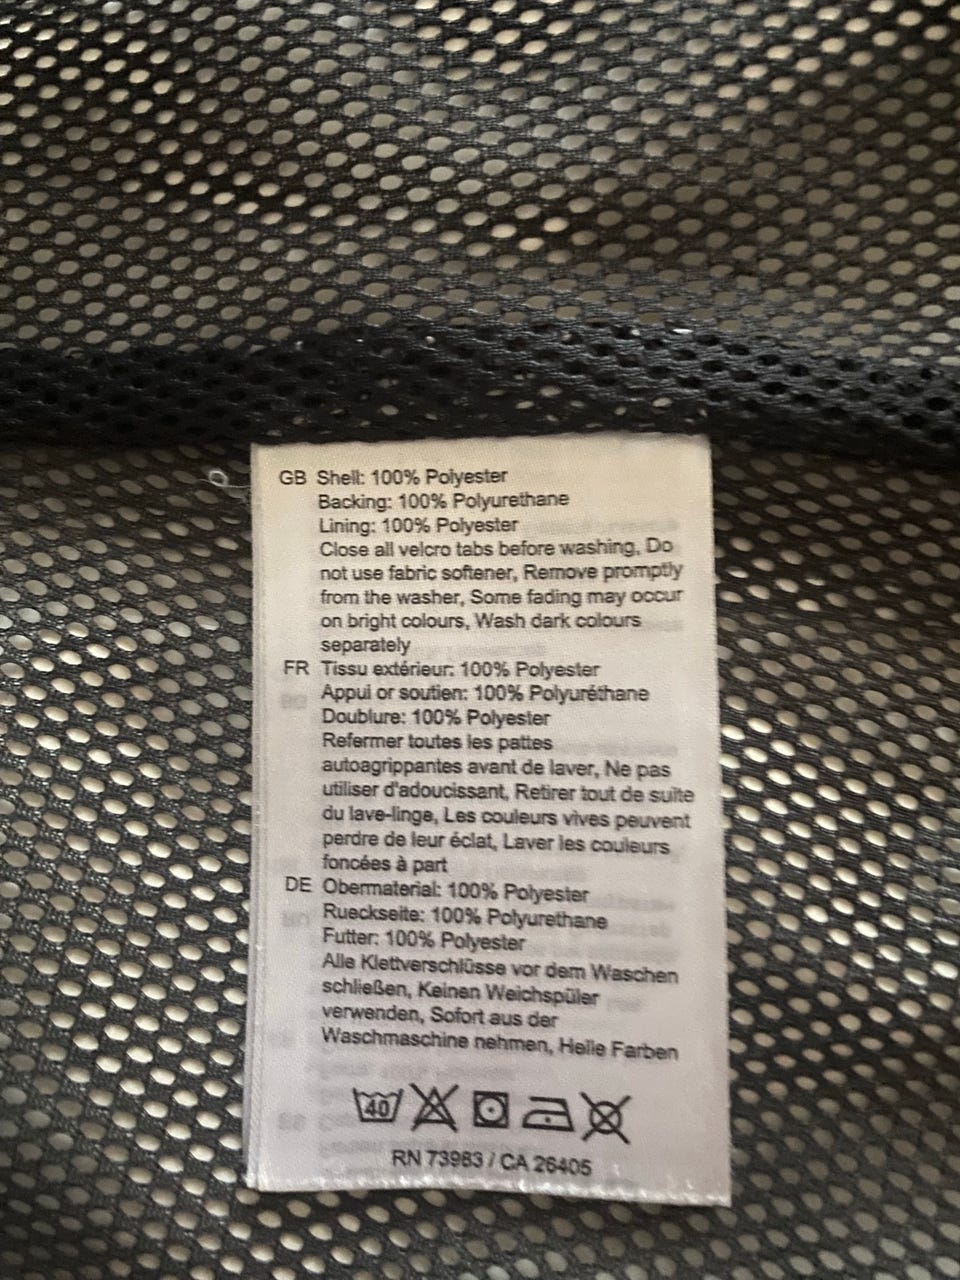 GB Shell: 100% Polyester
Backing: 100% Polyurethane
Lining: 100% Polyester
Close all velcro tabs before washing, Do
not use fabric softener, Remove promptly
from the washer, Some fading may occur
on bright colours, Wash dark colours
separately
FR Tissu extérieur: 100% Polyester
Appui or soutien: 100% Polyuréthane
Doublure: 100% Polyester
Refermer toutes les pattes
autoagrippantes avant de laver, Ne pas
utiliser d'adoucissant, Retirer tout de suite
du lave-linge, Les couleurs vives peuvent
perdre de leur éclat, Laver les couleurs
foncées à part
DE Obermaterial: 100% Polyester
Rueckseite: 100% Polyurethane
Futter: 100% Polyester
Alle Klettverschlüsse vor dem Waschen
schließen, Keinen Weichspüler
verwenden, Sofort aus der
Waschmaschine nehmen, Helle Farben
40
RN 73963 / CA 26405